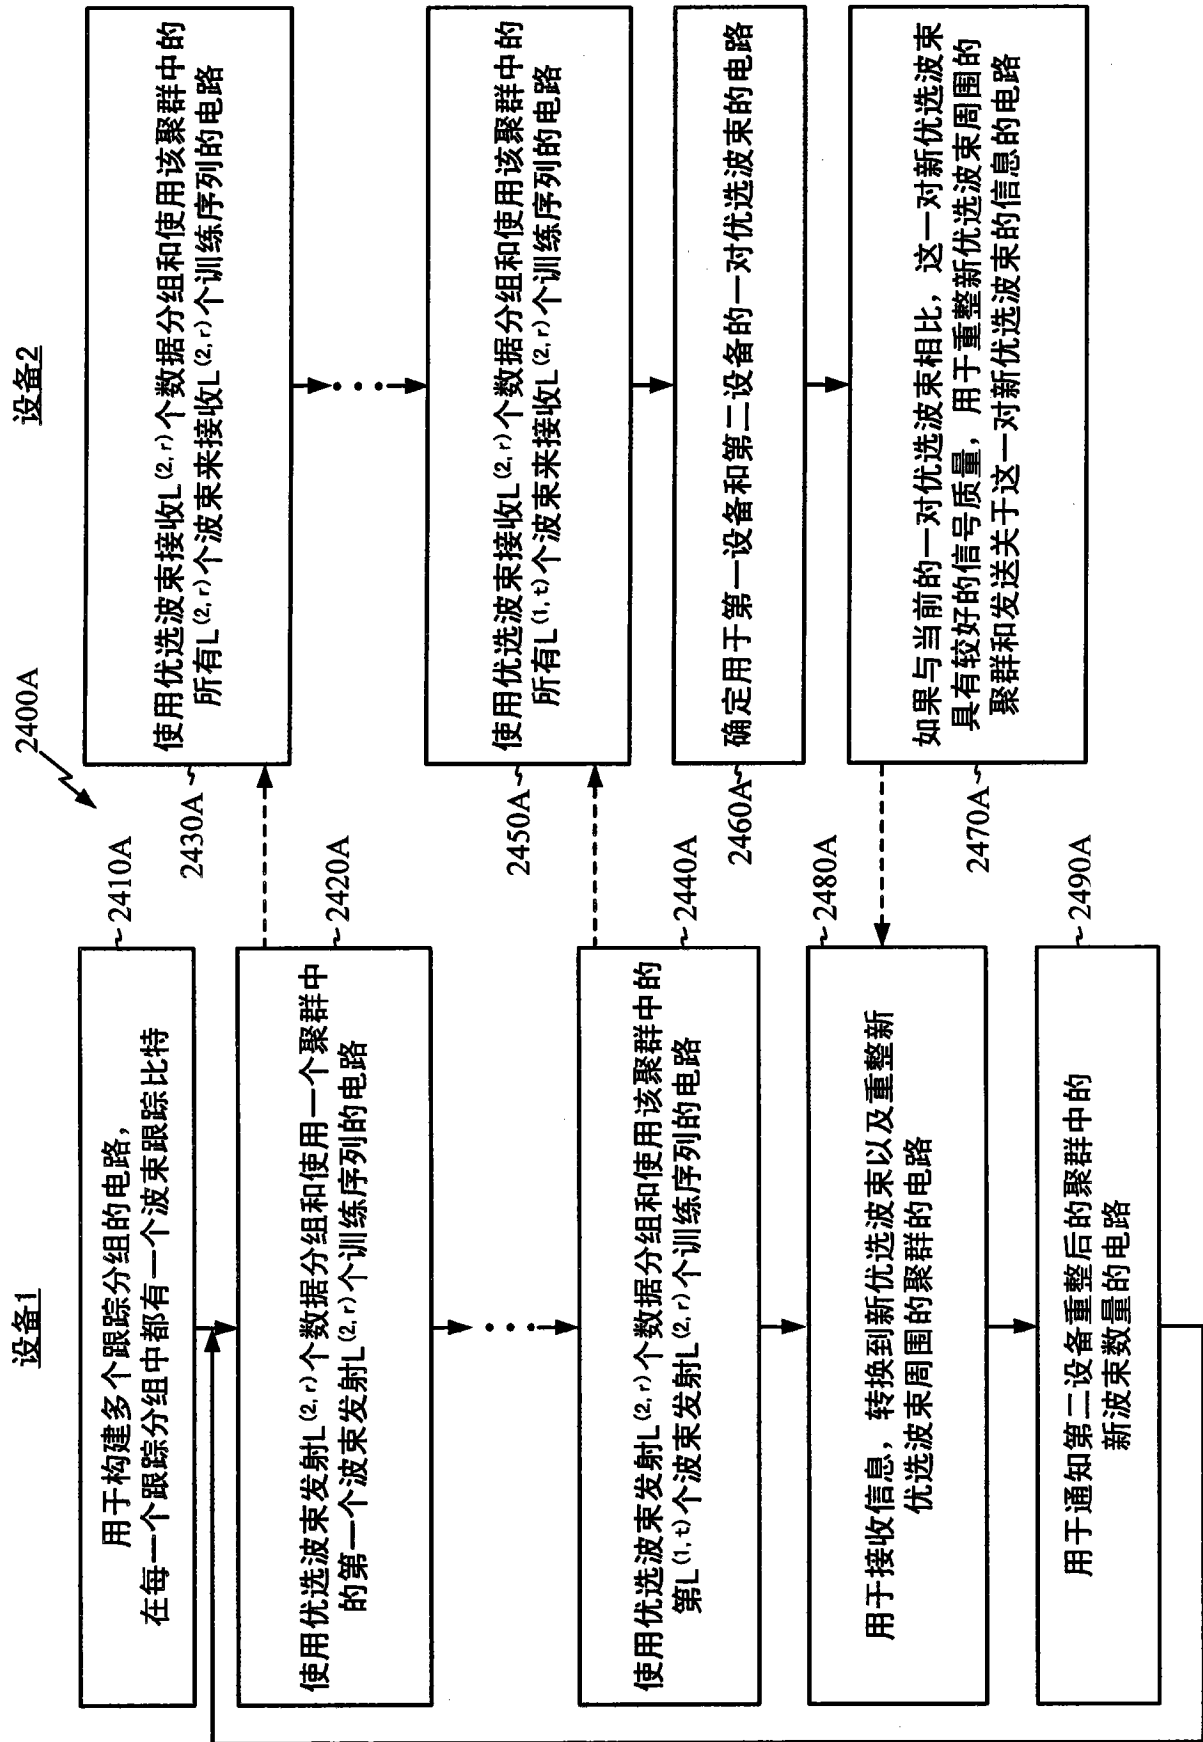 设备1
设备2
2400A
用于构建多个跟踪分组的电路,
在每一个跟踪分组中都有一个波束跟踪比特
2410A
使用优选波束发射L(2,r)个数据分组和使用一个聚群中
的第一个波束发射L(2,r)个训练序列的电路
2420A
使用优选波束接收L(2,r)个数据分组和使用该聚群中的
所有L(2,r)个波束来接收L(2,r)个训练序列的电路
2430A
使用优选波束发射L(2,r)个数据分组和使用该聚群中的
第L(1,t)个波束发射L(2,r)个训练序列的电路
2440A
使用优选波束接收L(2,r)个数据分组和使用该聚群中的
所有L(1,t)个波束来接收L(2,r)个训练序列的电路
2450A
确定用于第一设备和第二设备的一对优选波束的电路
2460A
如果与当前的一对优选波束相比, 这一对新优选波束
具有较好的信号质量, 用于重整新优选波束周围的
聚群和发送关于这一对新优选波束的信息的电路
2470A
用于接收信息, 转换到新优选波束以及重整新
优选波束周围的聚群的电路
2480A
用于通知第二设备重整后的聚群中的
新波束数量的电路
2490A